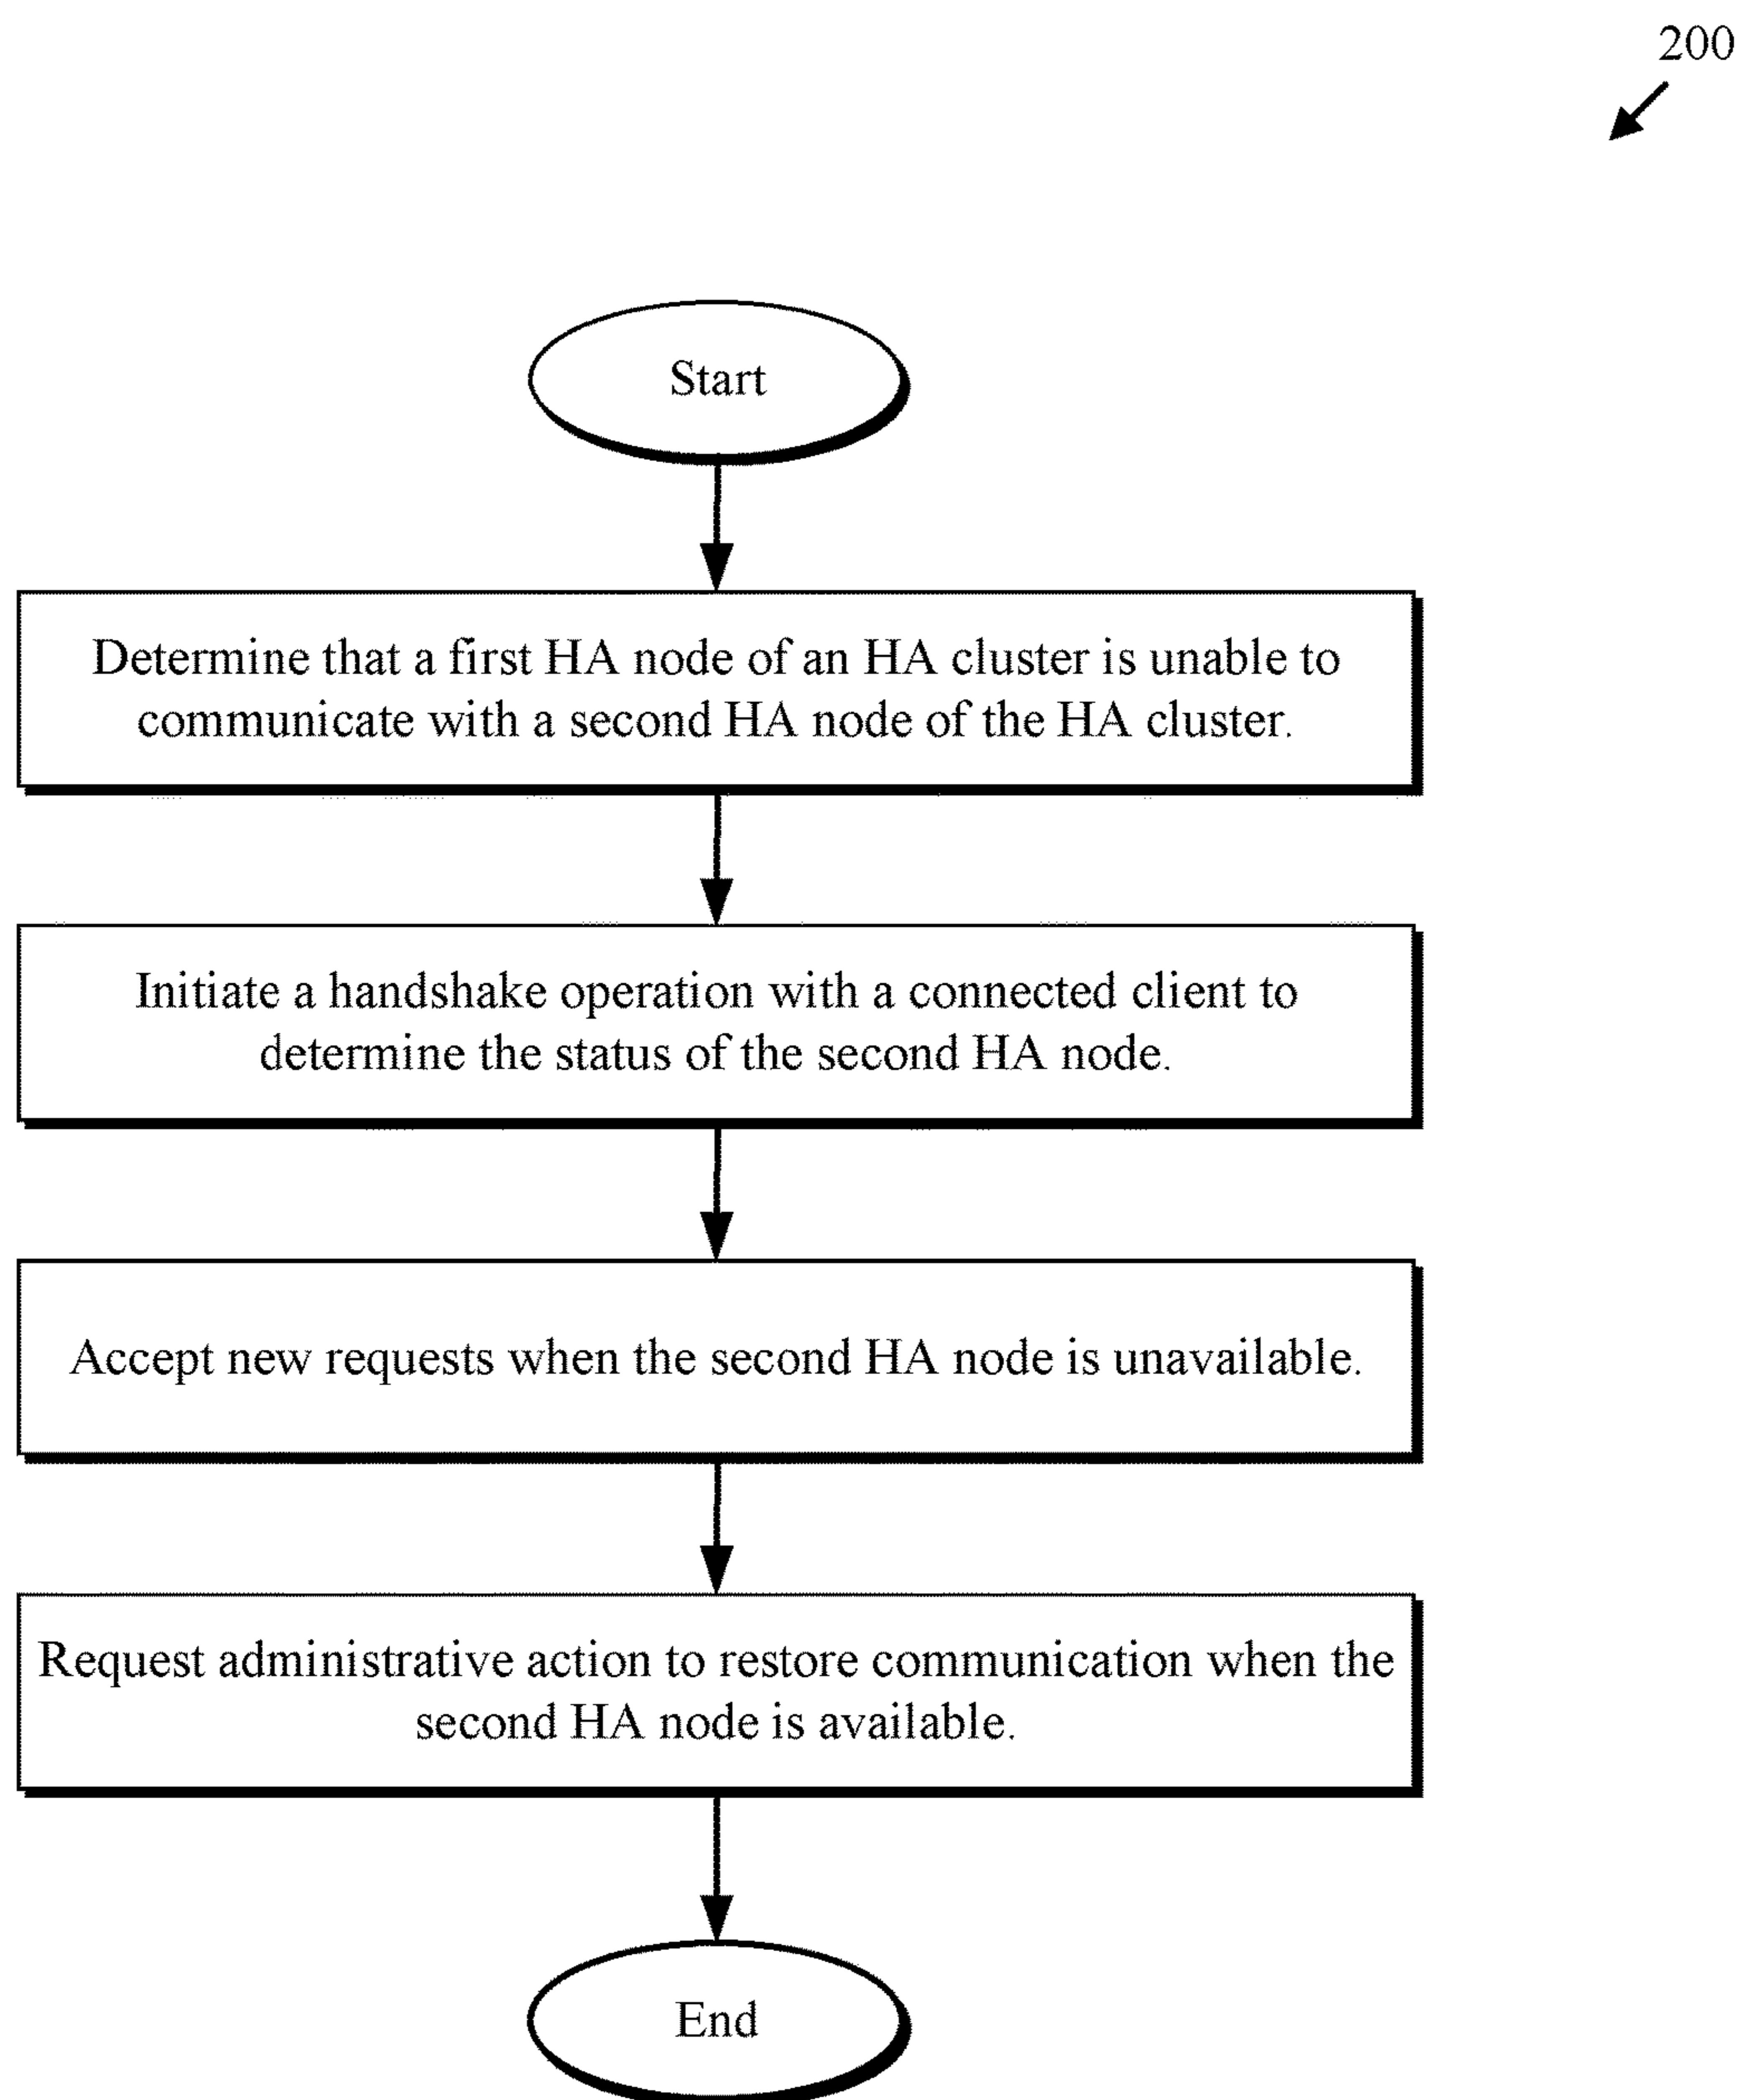 200
Start
Determine that a first HA node of an HA cluster is unable to
communicate with a second HA node of the HA cluster.
Initiate a handshake operation with a connected client to
determine the status of the second HA node.
Accept new requests when the second HA node is unavailable.
Request administrative action to restore communication when the
second HA node is available.
End